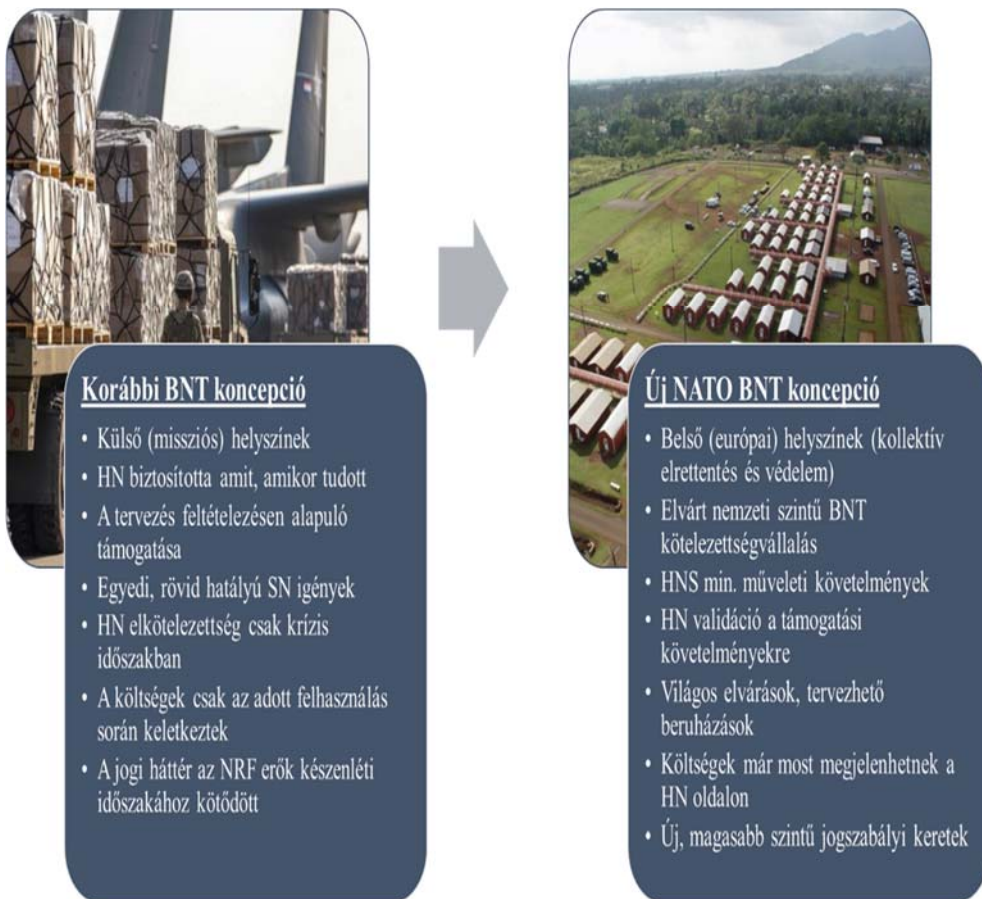 Korábbi BNT koncepció
• Külső (missziós) helyszínek
• HN biztosította amit, amikor tudott
• A tervezés feltételezésen alapuló
támogatása
• Egyedi, rövid hatályú SN igények
• HN elkötelezettség csak krízis
időszakban
• A költségek csak az adott felhasználás
során keletkeztek
• A jogi háttér az NRF erők készenléti
időszakához kötődött
Új NATO BNT koncepció
• Belső (európai) helyszínek (kollektív
elrettentés és védelem)
• Elvárt nemzeti szintű BNT
kötelezettségvállalás
• HNS min. műveleti követelmények
• HN validáció a támogatási
követelményekre
• Világos elvárások, tervezhető
beruházások
• Költségek már most megjelenhetnek a
HN oldalon
• Új, magasabb szintű jogszabályi keretek